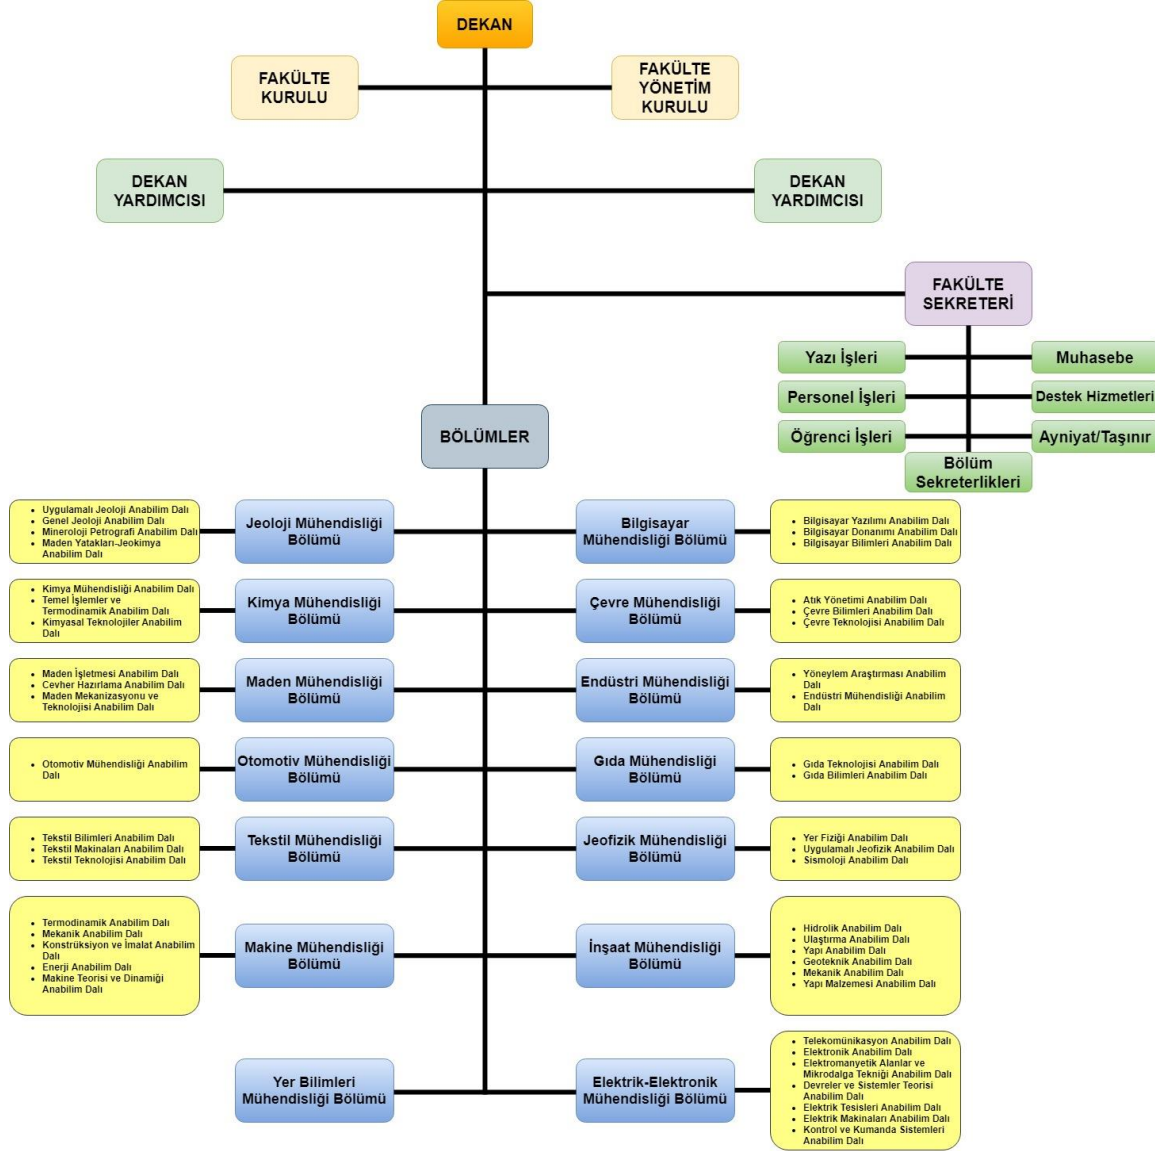 DEKAN
FAKÜLTE
KURULU
FAKÜLTE
YÖNETİM
KURULU
DEKAN
YARDIMCISI
DEKAN
YARDIMCISI
FAKÜLTE
SEKRETERİ
Yazı İşleri
Muhasebe
Personel İşleri
Destek Hizmetleri
Öğrenci İşleri
Ayniyat/Taşınır
Bölüm
Sekreterlikleri
BÖLÜMLER
• Uygulamalı Jeoloji Anabilim Dalı
• Genel Jeoloji Anabilim Dalı
• Mineroloji Petrografi Anabilim Dalı
• Maden Yatakları-Jeokimya
Anabilim Dalı
Jeoloji Mühendisliği
Bölümü
Bilgisayar
Mühendisliği Bölümü
• Bilgisayar Yazılımı Anabilim Dalı
• Bilgisayar Donanımı Anabilim Dalı
• Bilgisayar Bilimleri Anabilim Dalı
• Kimya Mühendisliği Anabilim Dalı
• Temel İşlemler ve
Termodinamik Anabilim Dalı
• Kimyasal Teknolojiler Anabilim
Dalı
Kimya Mühendisliği
Bölümü
Çevre Mühendisliği
Bölümü
• Atık Yönetimi Anabilim Dalı
• Çevre Bilimleri Anabilim Dalı
• Çevre Teknolojisi Anabilim Dalı
• Maden İşletmesi Anabilim Dalı
• Cevher Hazırlama Anabilim Dalı
• Maden Mekanizasyonu ve
Teknolojisi Anabilim Dalı
Maden Mühendisliği
Bölümü
Endüstri Mühendisliği
Bölümü
• Yöneylem Araştırması Anabilim
Dalı
• Endüstri Mühendisliği Anabilim
Dalı
• Otomotiv Mühendisliği Anabilim
Dalı
Otomotiv Mühendisliği
Bölümü
Gıda Mühendisliği
Bölümü
• Gıda Teknolojisi Anabilim Dalı
• Gıda Bilimleri Anabilim Dalı
• Tekstil Bilimleri Anabilim Dalı
• Tekstil Makinaları Anabilim Dalı
• Tekstil Teknolojisi Anabilim Dalı
Tekstil Mühendisliği
Bölümü
Jeofizik Mühendisliği
Bölümü
• Yer Fiziği Anabilim Dalı
• Uygulamalı Jeofizik Anabilim Dalı
• Sismoloji Anabilim Dalı
• Termodinamik Anabilim Dalı
• Mekanik Anabilim Dalı
• Konstrüksiyon ve İmalat Anabilim
Dalı
• Enerji Anabilim Dalı
• Makine Teorisi ve Dinamiği
Anabilim Dalı
Makine Mühendisliği
Bölümü
İnşaat Mühendisliği
Bölümü
• Hidrolik Anabilim Dalı
• Ulaştırma Anabilim Dalı
• Yapı Anabilim Dalı
• Geoteknik Anabilim Dalı
• Mekanik Anabilim Dalı
• Yapı Malzemesi Anabilim Dalı
Yer Bilimleri
Mühendisliği Bölümü
Elektrik-Elektronik
Mühendisliği Bölümü
• Telekomünikasyon Anabilim Dalı
• Elektronik Anabilim Dalı
• Elektromanyetik Alanlar ve
Mikrodalga Tekniği Anabilim Dalı
• Devreler ve Sistemler Teorisi
Anabilim Dalı
• Elektrik Tesisleri Anabilim Dalı
• Elektrik Makinaları Anabilim Dalı
• Kontrol ve Kumanda Sistemleri
Anabilim Dalı